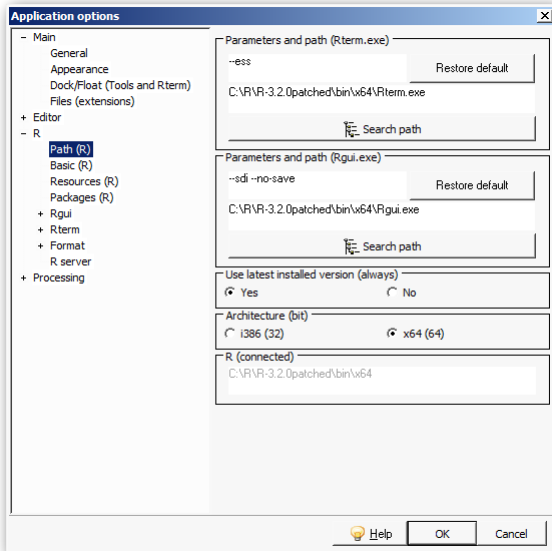 Application options
Main
General
Appearance
Dock/Float (Tools and Rterm)
Files (extensions)
Editor
R
Path (R)
Basic (R)
Resources (R)
Packages (R)
Rgui
Rterm
Format
R server
Processing
Parameters and path (Rterm.exe)
--ess
Restore default
C:\R\R-3.2.0patched\bin\x64\Rterm.exe
Search path
Parameters and path (Rgui.exe)
--sdi --no-save
Restore default
C:\R\R-3.2.0patched\bin\x64\Rgui.exe
Search path
Use latest installed version (always)
Yes No
Architecture (bit)
i386 (32) x64 (64)
R (connected)
C:\R\R-3.2.0patched\bin\x64
Help OK Cancel